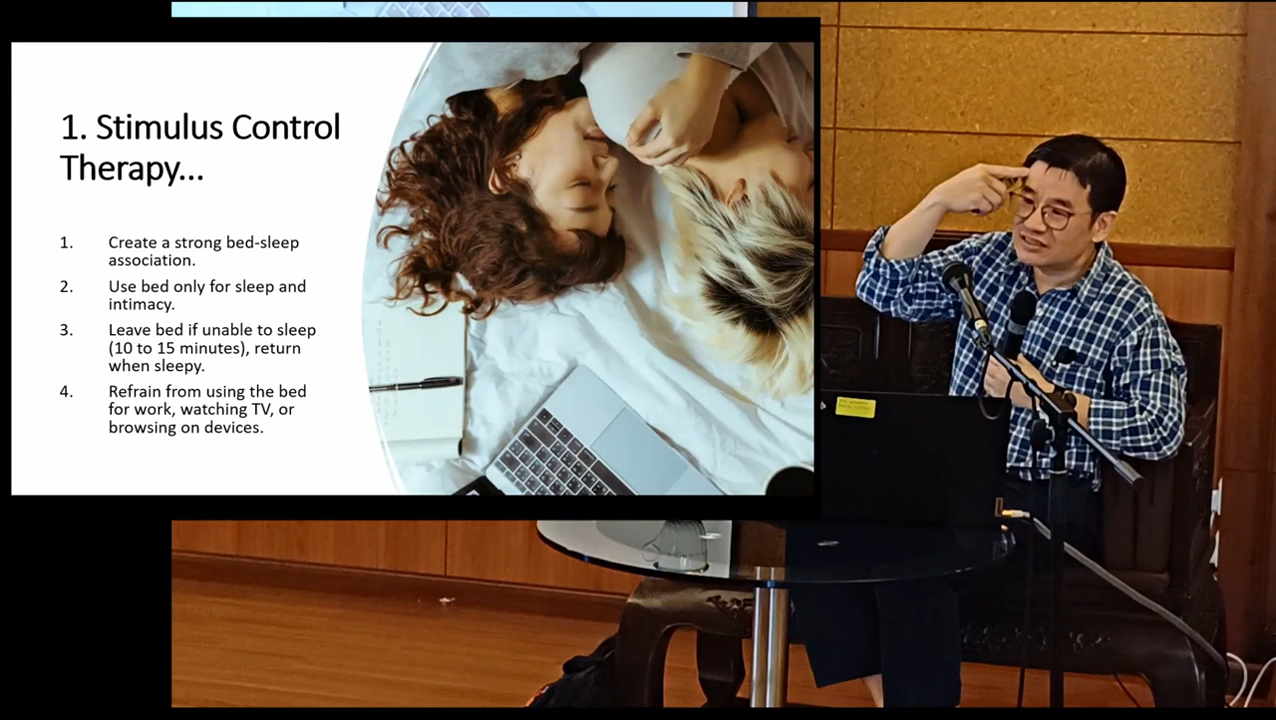 1. Stimulus Control
Therapy...
1. Create a strong bed-sleep
association.
2. Use bed only for sleep and
intimacy.
3. Leave bed if unable to sleep
(10 to 15 minutes), return
when sleepy.
4. Refrain from using the bed
for work, watching TV, or
browsing on devices.